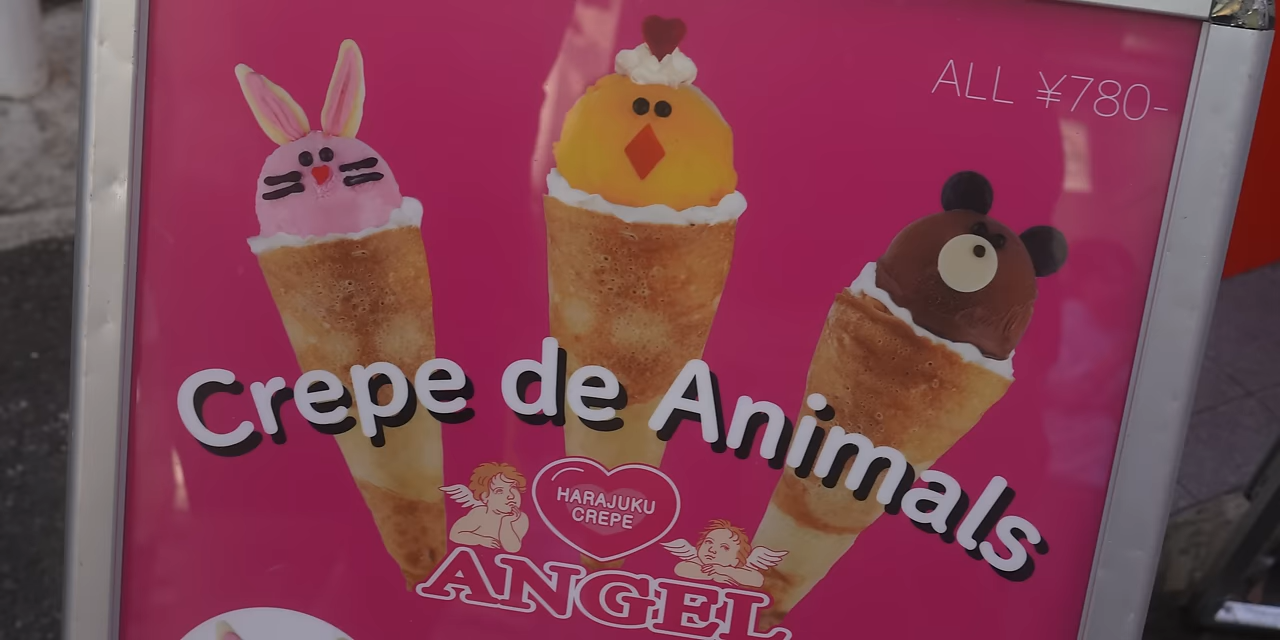 ALL ¥780-
Crepe de Animals
HARAJUKU
CREPE
ANGEL